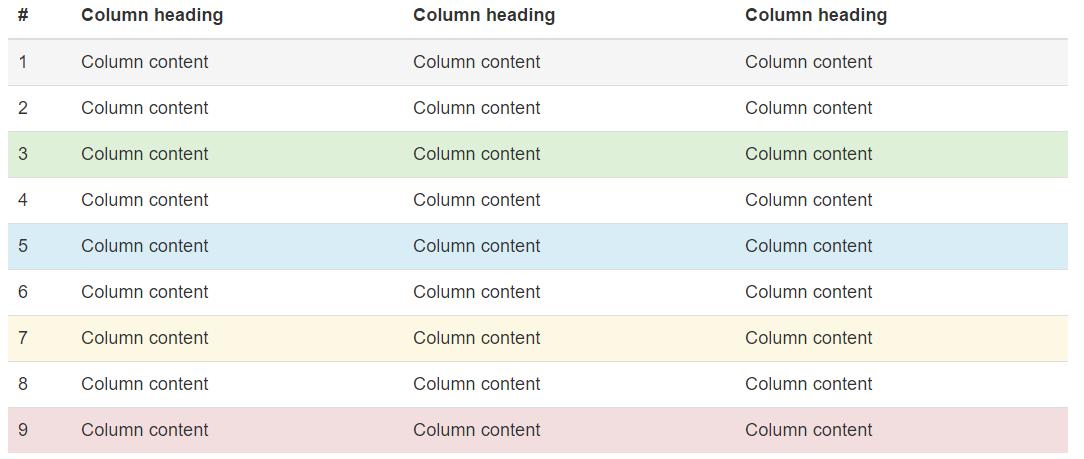 # Column heading Column heading Column heading
1 Column content Column content Column content
2 Column content Column content Column content
3 Column content Column content Column content
4 Column content Column content Column content
5 Column content Column content Column content
6 Column content Column content Column content
7 Column content Column content Column content
8 Column content Column content Column content
9 Column content Column content Column content